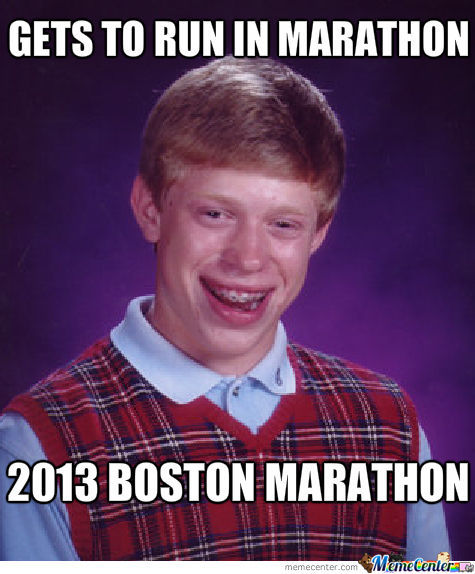 GETS TO RUN IN MARATHON
2013 BOSTON MARATHON
memecenter.com MemeCenter